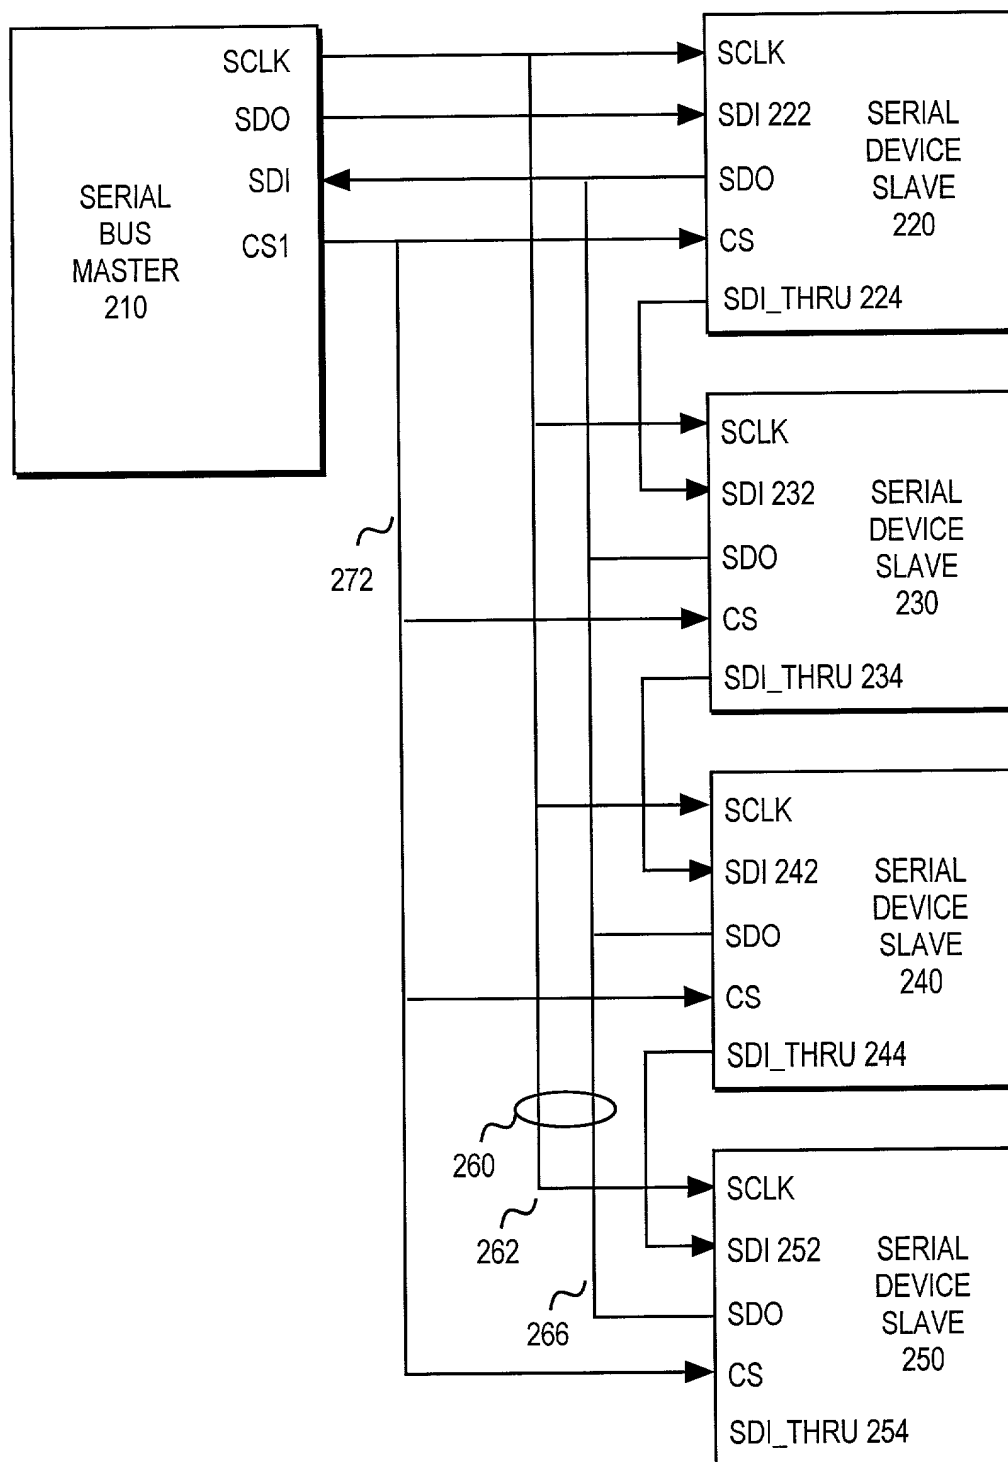 SCLK
SDO
SDI
CS1
SERIAL
BUS
MASTER
210
SCLK
SDI 222
SDO
CS
SDI_THRU 224
SERIAL
DEVICE
SLAVE
220
SCLK
SDI 232
SDO
CS
SDI_THRU 234
SERIAL
DEVICE
SLAVE
230
272
SCLK
SDI 242
SDO
CS
SDI_THRU 244
SERIAL
DEVICE
SLAVE
240
260
262
266
SCLK
SDI 252
SDO
CS
SDI_THRU 254
SERIAL
DEVICE
SLAVE
250